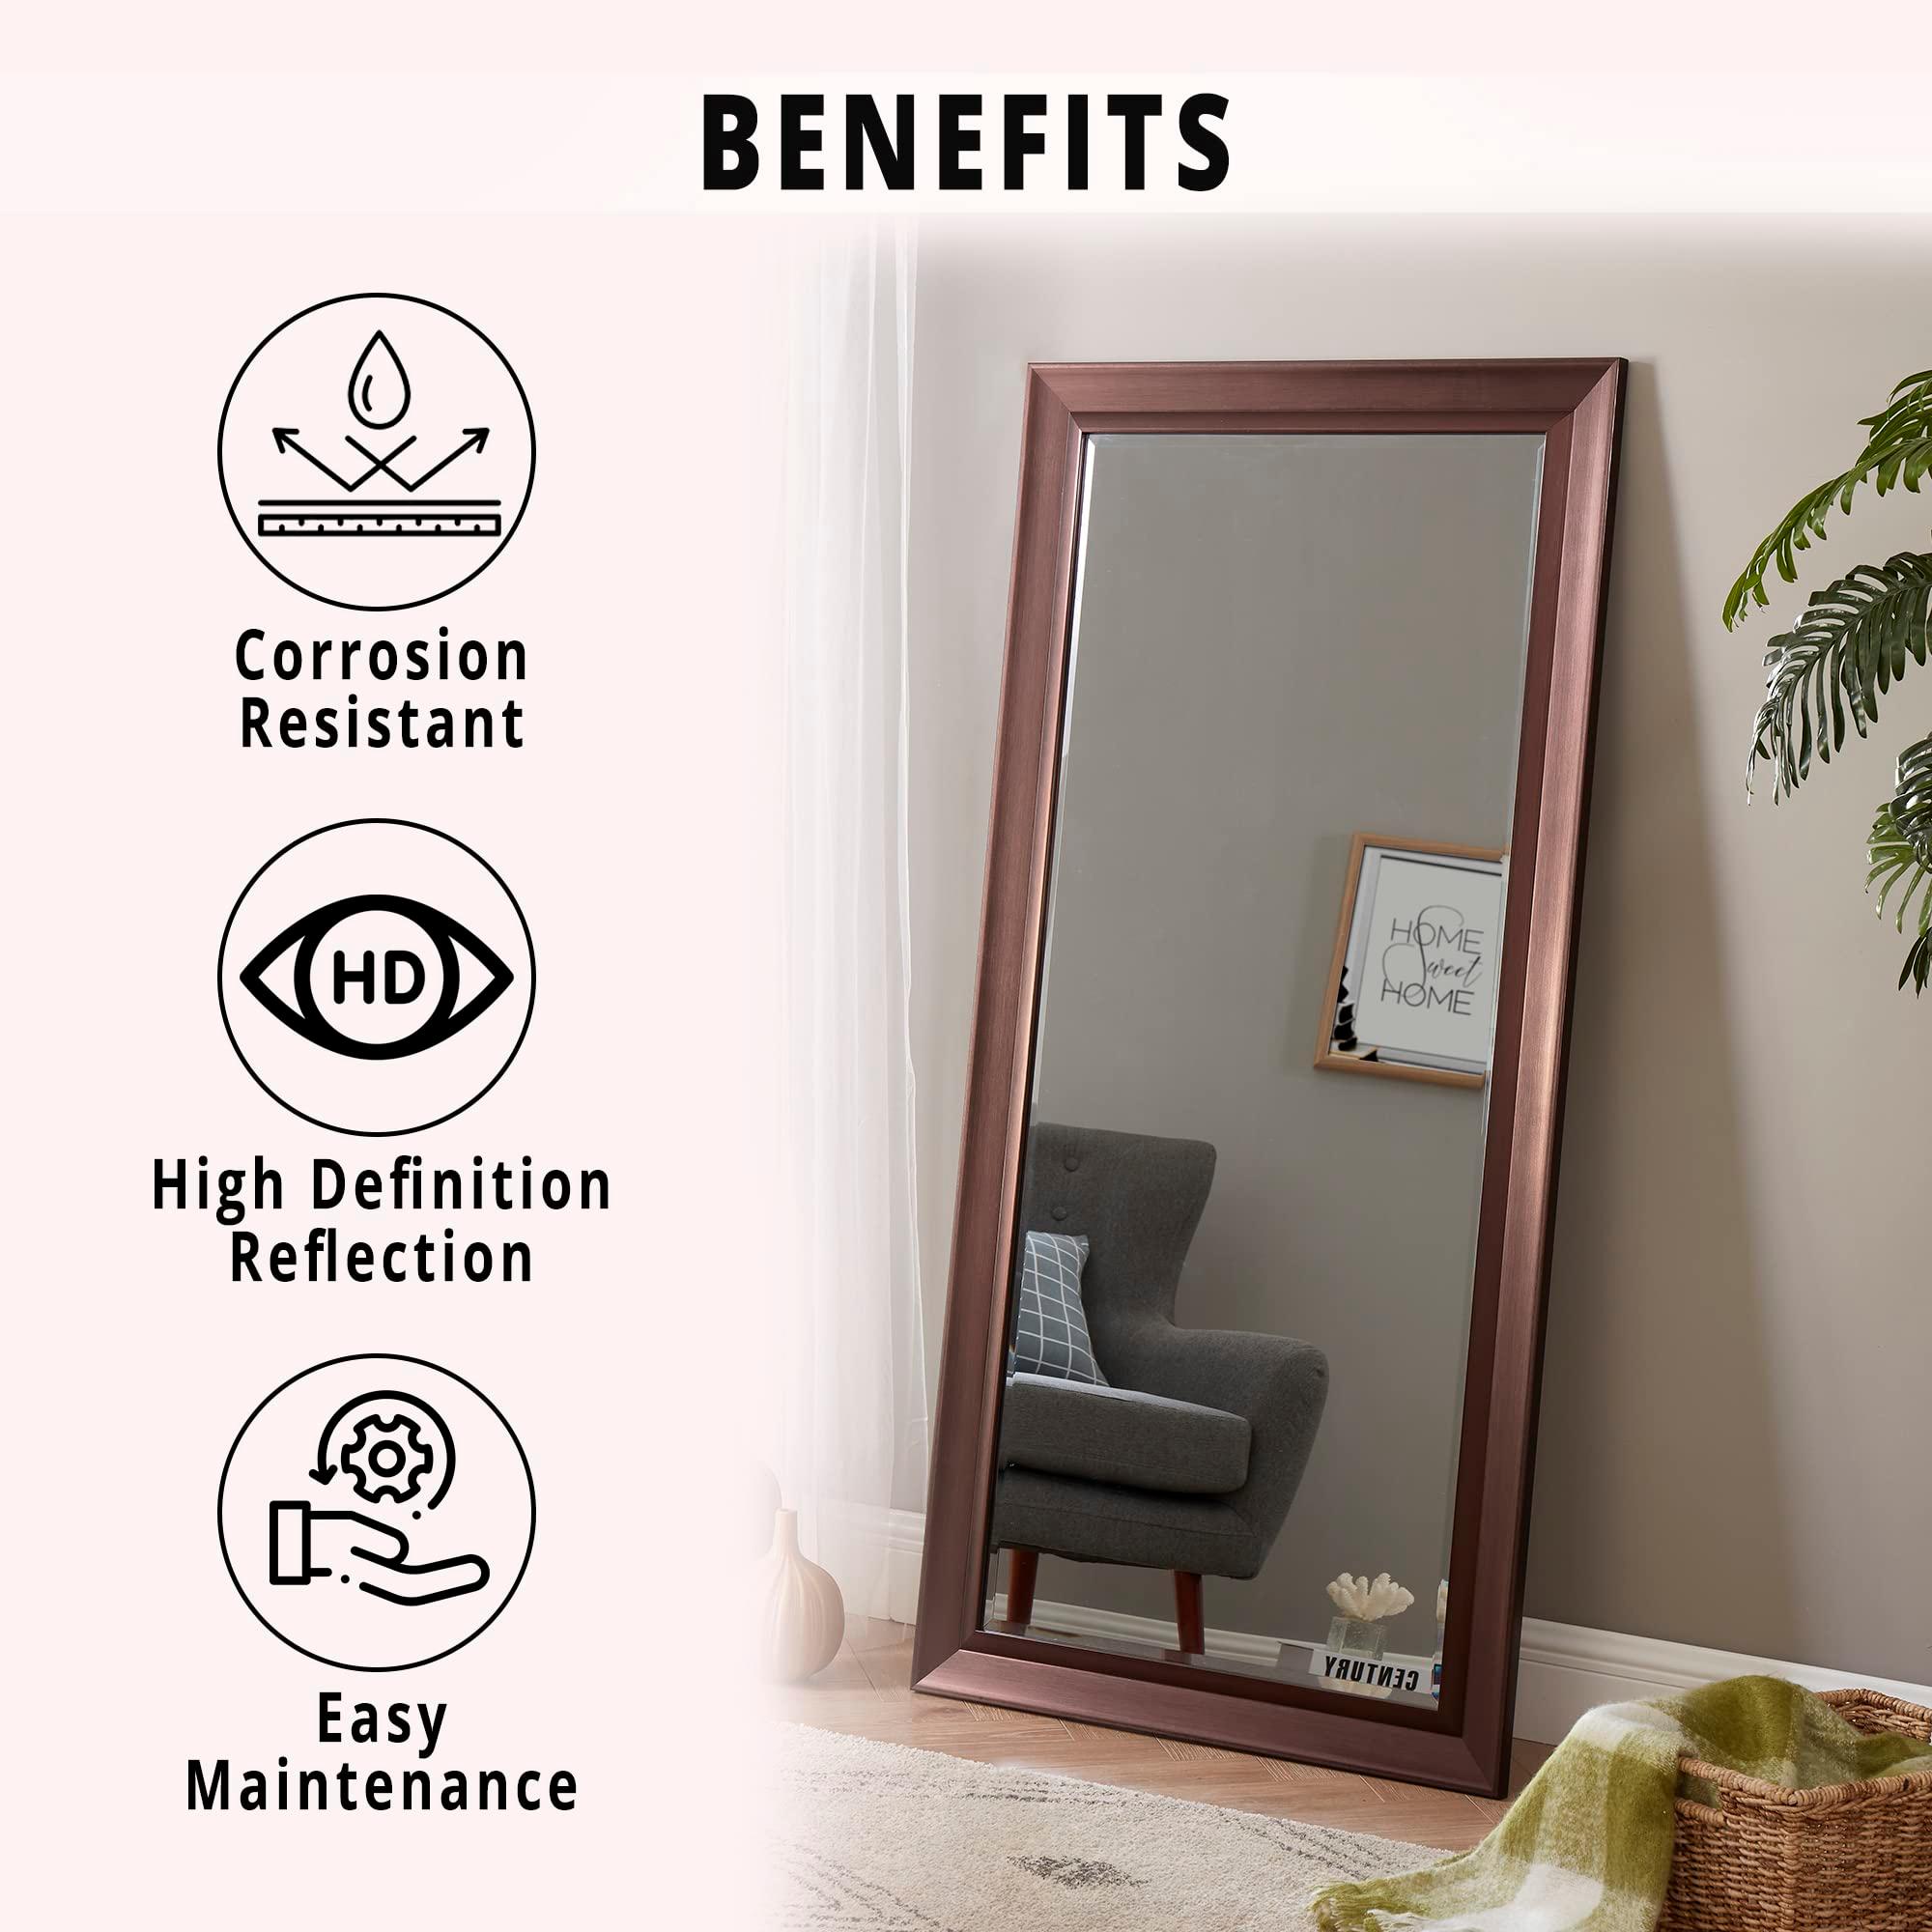 BENEFITS
Corrosion
Resistant
HD
High Definition
Reflection
Easy
Maintenance
HOME
Sweet
HOME
CENTURY